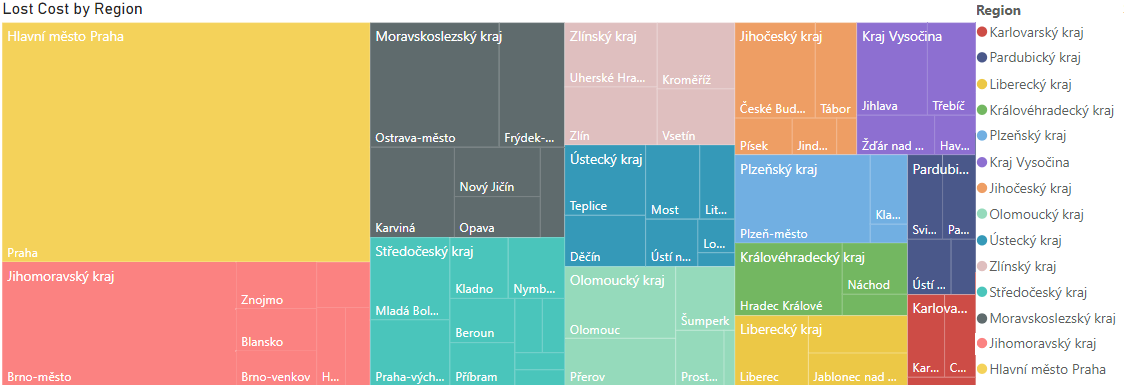 Lost Cost by Region
Hlavní město Praha
Praha
Jihomoravský kraj
Brno-město
Znojmo
Blansko
Brno-venkov
H...
Moravskoslezský kraj
Ostrava-město
Frýdek-...
Karviná
Nový Jičín
Opava
Středočeský kraj
Mladá Bol...
Praha-vých...
Kladno
Nymb...
Beroun
Příbram
Zlínský kraj
Uherské Hra...
Kroměříž
Zlín
Vsetín
Ústecký kraj
Teplice
Most
Lit...
Děčín
Ústí n...
Lo...
Olomoucký kraj
Olomouc
Šumperk
Přerov
Prost...
Jihočeský kraj
České Bud...
Tábor
Písek
Jind...
Kraj Vysočina
Jihlava
Třebíč
Žďár nad ...
Hav...
Plzeňský kraj
Plzeň-město
Kla...
Královéhradecký kraj
Hradec Králové
Náchod
Liberecký kraj
Liberec
Jablonec nad ...
Pardubi...
Svi...
Pa...
Ústí ...
Karlova...
Kar...
C...
Region
Karlovarský kraj
Pardubický kraj
Liberecký kraj
Královéhradecký kraj
Plzeňský kraj
Kraj Vysočina
Jihočeský kraj
Olomoucký kraj
Ústecký kraj
Zlínský kraj
Středočeský kraj
Moravskoslezský kraj
Jihomoravský kraj
Hlavní město Praha